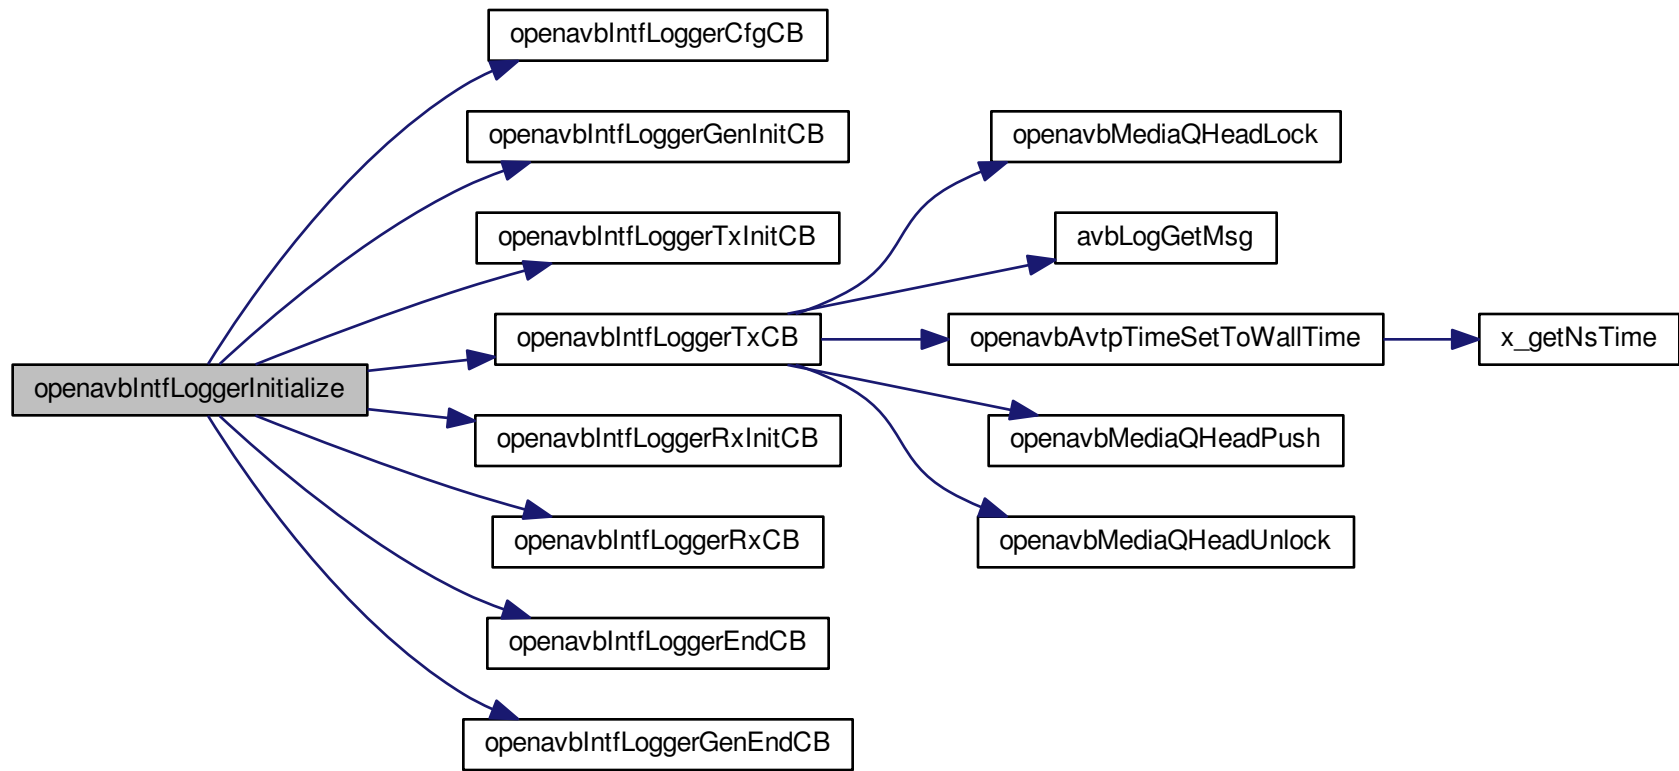 openavbIntfLoggerInitialize
openavbIntfLoggerCfgCB
openavbIntfLoggerGenInitCB
openavbIntfLoggerTxInitCB
openavbIntfLoggerTxCB
openavbIntfLoggerRxInitCB
openavbIntfLoggerRxCB
openavbIntfLoggerEndCB
openavbIntfLoggerGenEndCB
openavbMediaQHeadLock
avbLogGetMsg
openavbAvtpTimeSetToWallTime
openavbMediaQHeadPush
openavbMediaQHeadUnlock
x_getNsTime